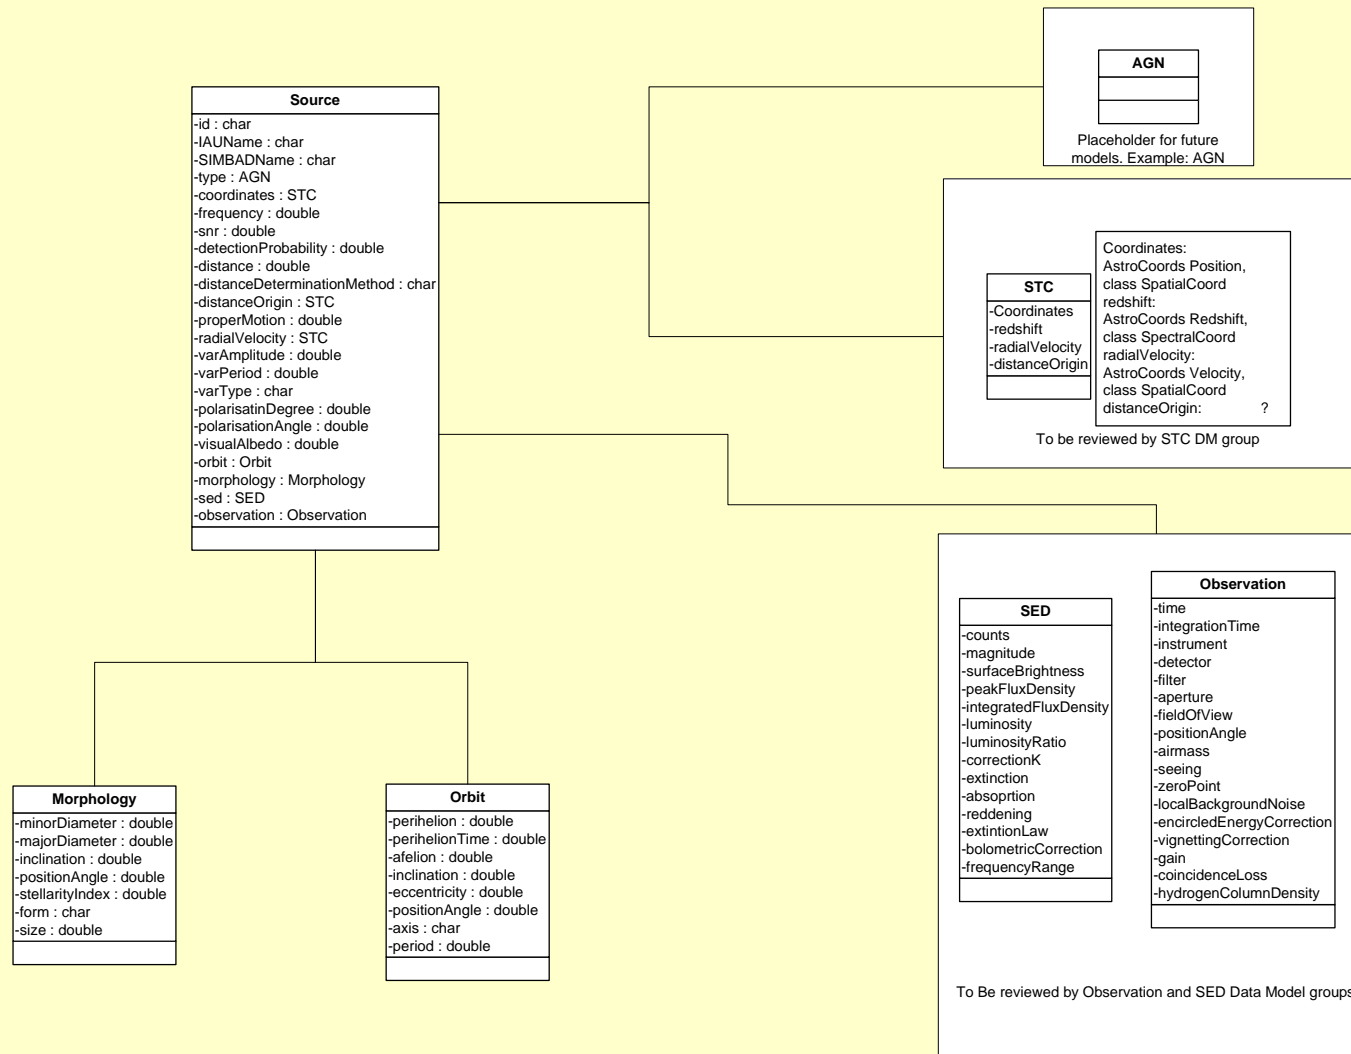 AGN
Placeholder for future
models. Example: AGN
Source
-id : char
-IAUName : char
-SIMBADName : char
-type : AGN
-coordinates : STC
-frequency : double
-snr : double
-detectionProbability : double
-distance : double
-distanceDeterminationMethod : char
-distanceOrigin : STC
-properMotion : double
-radialVelocity : STC
-varAmplitude : double
-varPeriod : double
-varType : char
-polarisatinDegree : double
-polarisationAngle : double
-visualAlbedo : double
-orbit : Orbit
-morphology : Morphology
-sed : SED
-observation : Observation
STC
-Coordinates
-redshift
-radialVelocity
-distanceOrigin
Coordinates:
AstroCoords Position,
class SpatialCoord
redshift:
AstroCoords Redshift,
class SpectralCoord
radialVelocity:
AstroCoords Velocity,
class SpatialCoord
distanceOrigin: ?
To be reviewed by STC DM group
SED
-counts
-magnitude
-surfaceBrightness
-peakFluxDensity
-integratedFluxDensity
-luminosity
-luminosityRatio
-correctionK
-extinction
-absoprtion
-reddening
-extintionLaw
-bolometricCorrection
-frequencyRange
Observation
-time
-integrationTime
-instrument
-detector
-filter
-aperture
-fieldOfView
-positionAngle
-airmass
-seeing
-zeroPoint
-localBackgroundNoise
-encircledEnergyCorrection
-vignettingCorrection
-gain
-coincidenceLoss
-hydrogenColumnDensity
To Be reviewed by Observation and SED Data Model groups
Morphology
-minorDiameter : double
-majorDiameter : double
-inclination : double
-positionAngle : double
-stellarityIndex : double
-form : char
-size : double
Orbit
-perihelion : double
-perihelionTime : double
-afelion : double
-inclination : double
-eccentricity : double
-positionAngle : double
-axis : char
-period : double